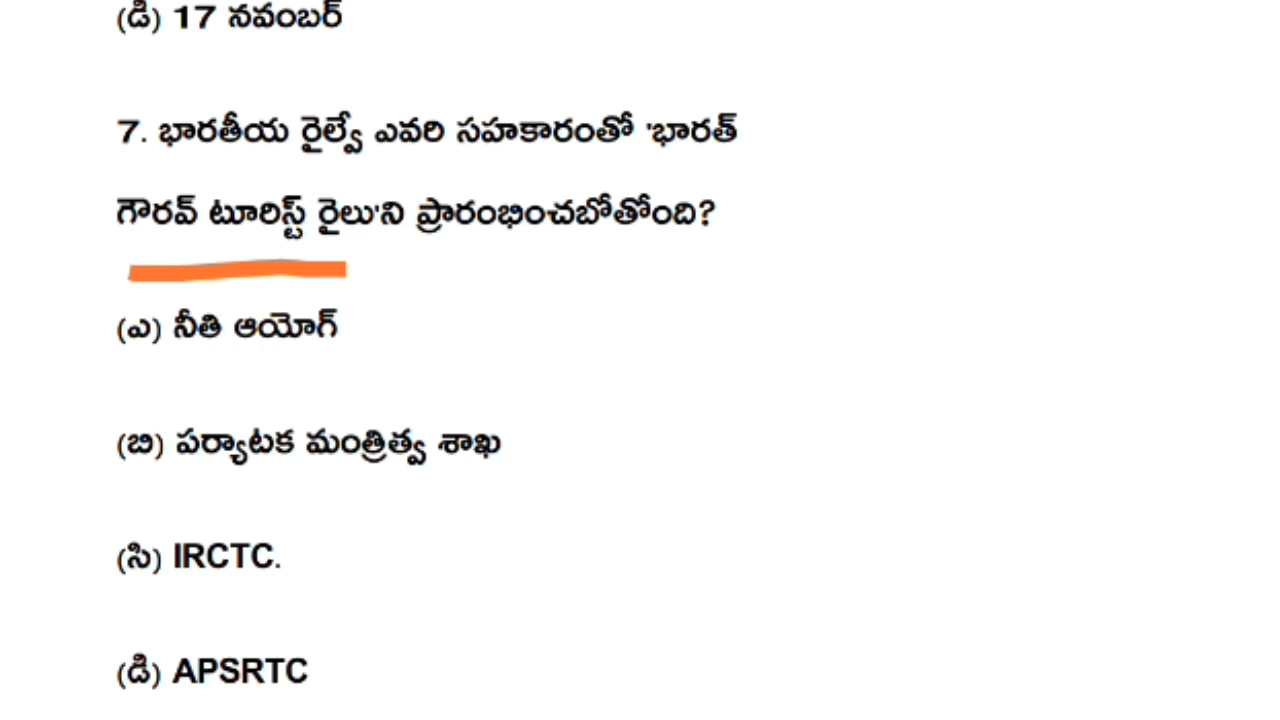 (డి) 17 నవంబర్
7. భారతీయ రైల్వే ఎవరి సహకారంతో 'భారత్
గౌరవ్ టూరిస్ట్ రైలు'ని ప్రారంభించబోతోంది?
(ఎ) నీతి ఆయోగ్
(బి) పర్యాటక మంత్రిత్వ శాఖ
(సి) IRCTC.
(డి) APSRTC